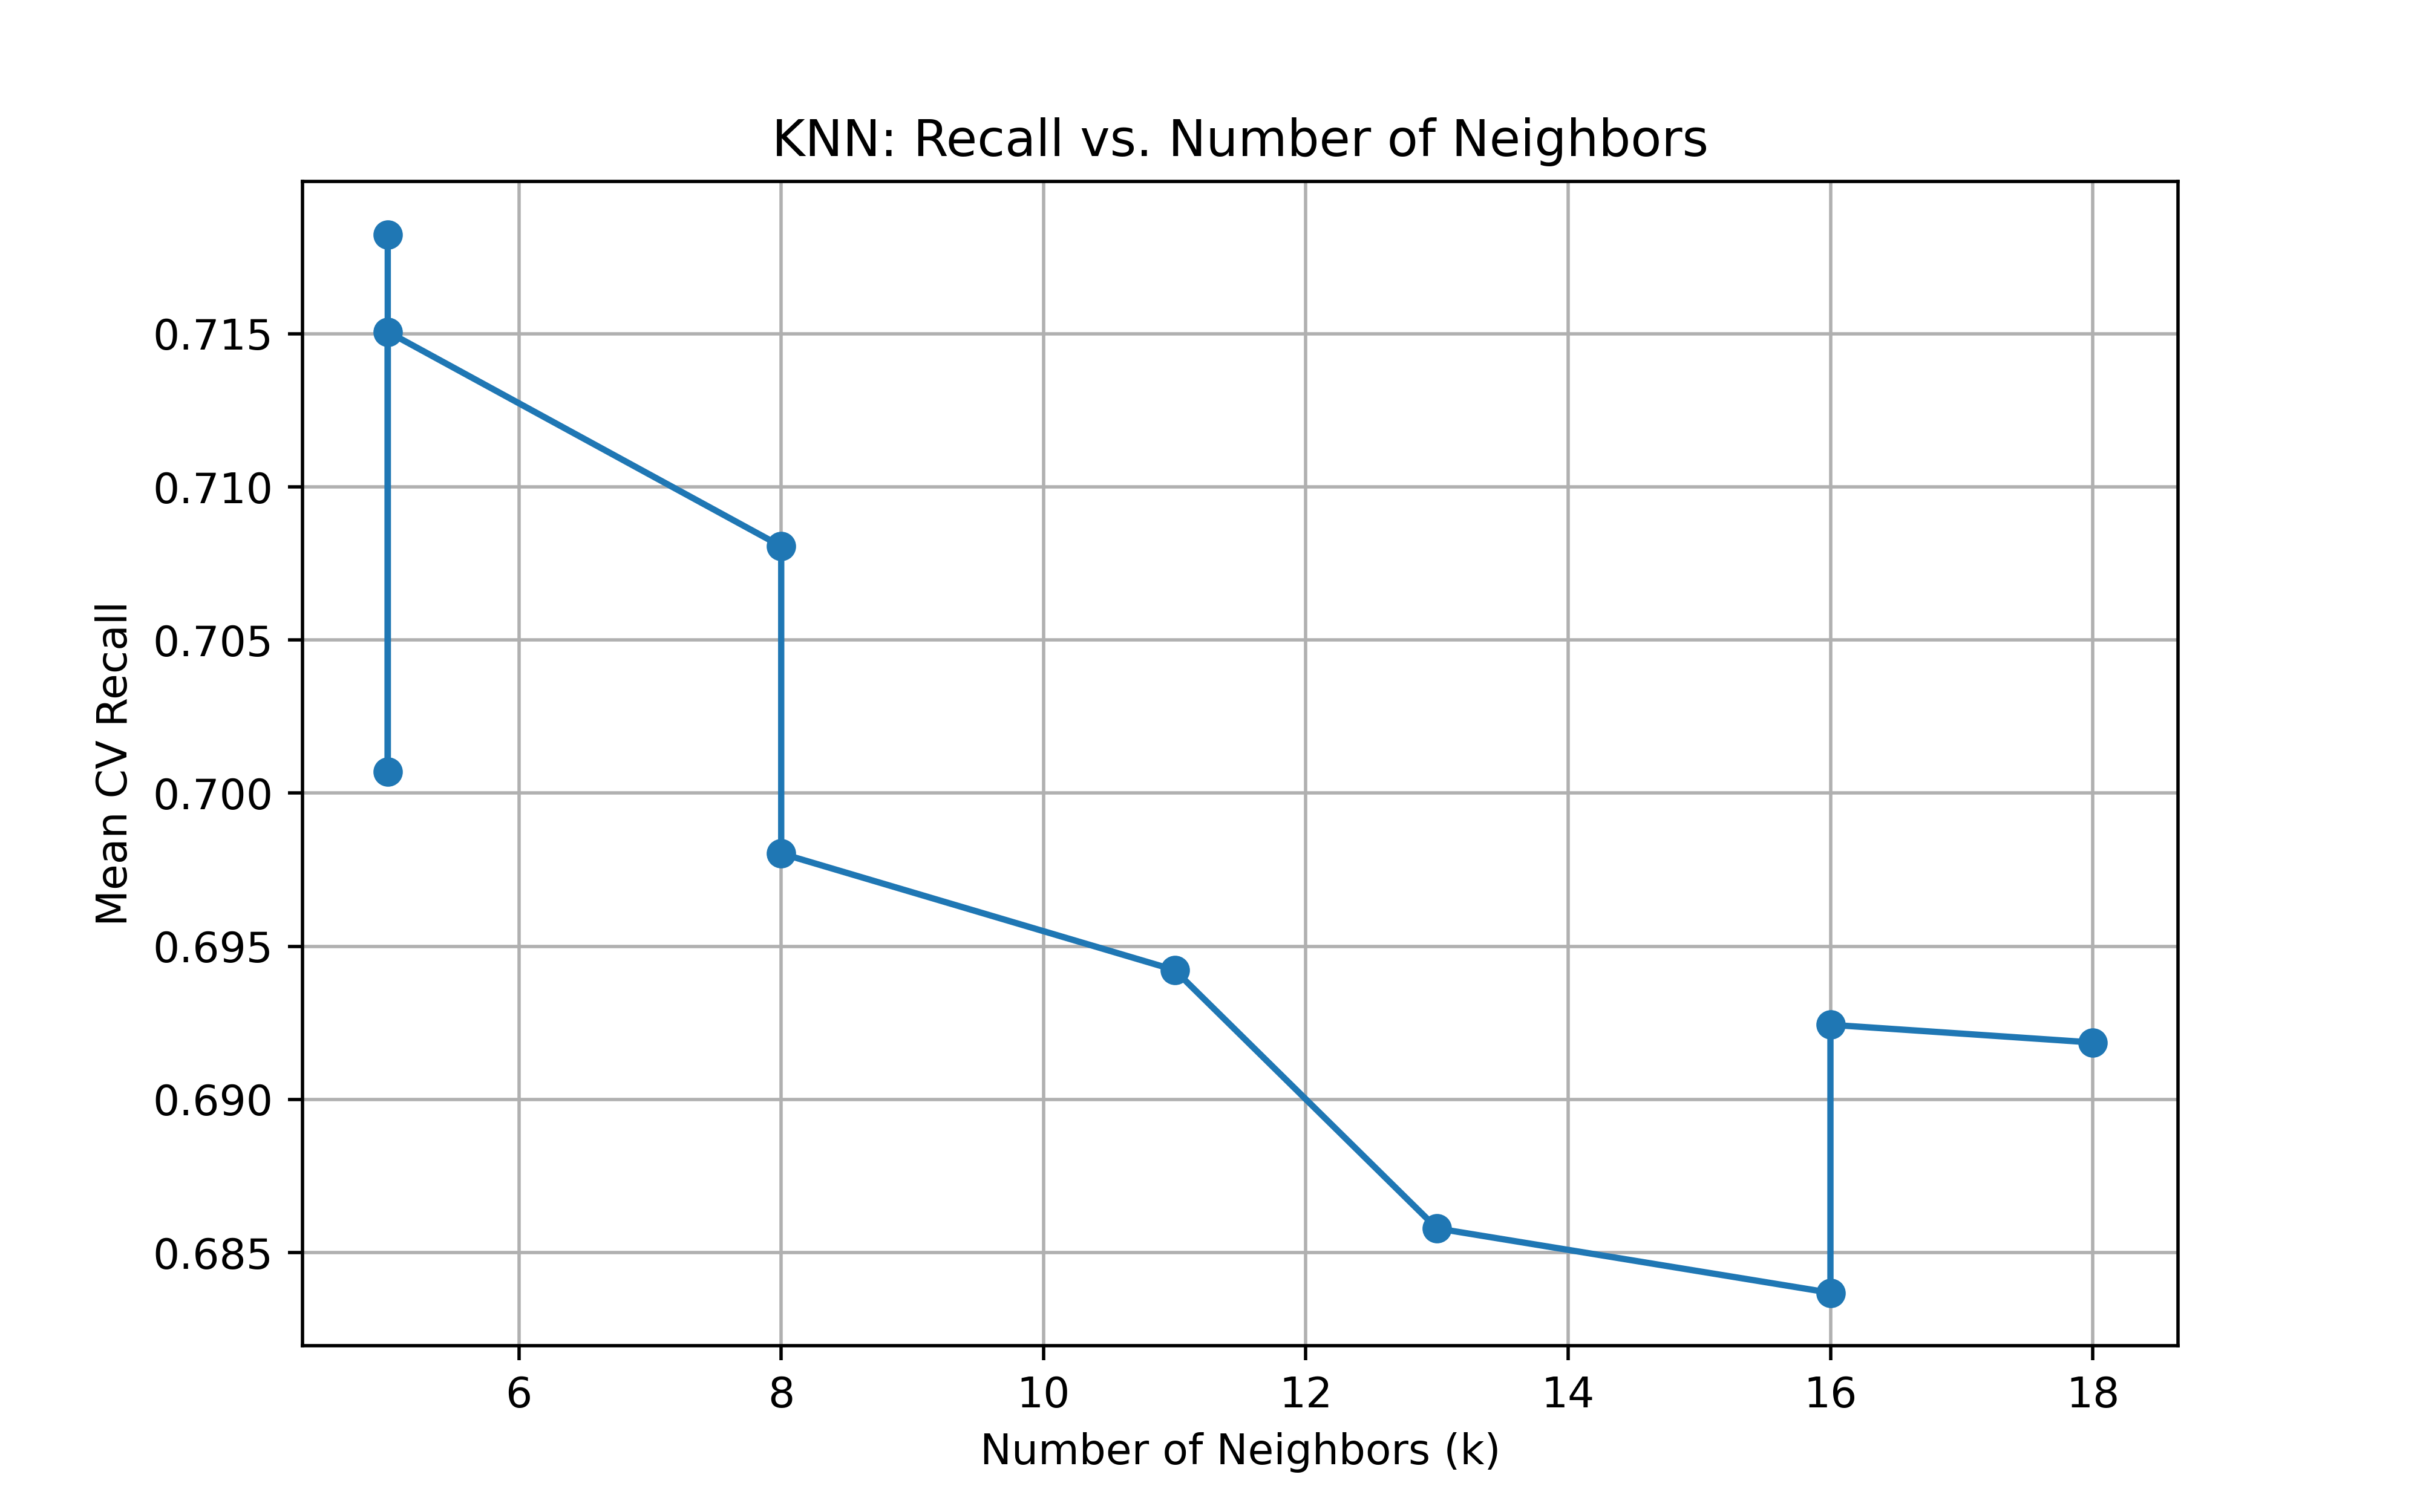 KNN: Recall vs. Number of Neighbors
Mean CV Recall
0.715
0.710
0.705
0.700
0.695
0.690
0.685
6 8 10 12 14 16 18
Number of Neighbors (k)